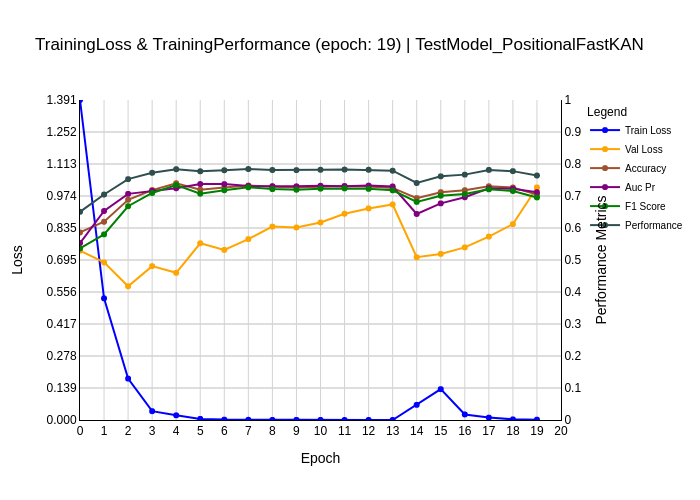 TrainingLoss & TrainingPerformance (epoch: 19) | TestModel_PositionalFastKAN
Legend
Train Loss
Val Loss
Accuracy
Auc Pr
F1 Score
Performance
Loss
1.391
1.252
1.113
0.974
0.835
0.695
0.556
0.417
0.278
0.139
0.000
1
0.9
0.8
0.7
0.6
0.5
0.4
0.3
0.2
0.1
0
Performance Metrics
0 1 2 3 4 5 6 7 8 9 10 11 12 13 14 15 16 17 18 19 20
Epoch